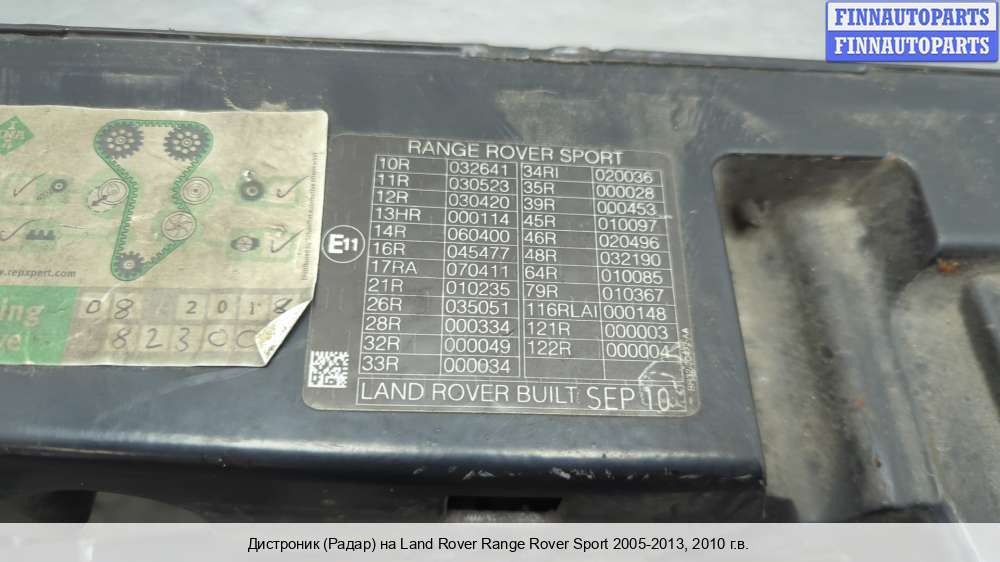 FINNAUTOPARTS
FINNAUTOPARTS
INA
www.repxpert.com
08 2018
82300
RANGE ROVER SPORT
10R 032641 34RI 020036
11R 030523 35R 000028
12R 030420 39R 000453
13HR 000114 45R 010097
14R 060400 46R 020496
16R 045477 48R 032190
17RA 070411 64R 010085
21R 010235 79R 010367
26R 035051 116RLAI 000148
28R 000334 121R 000003
32R 000049 122R 000004
33R 000034
E11
LAND ROVER BUILT SEP 10
Дистроник (Радар) на Land Rover Range Rover Sport 2005-2013, 2010 г.в.